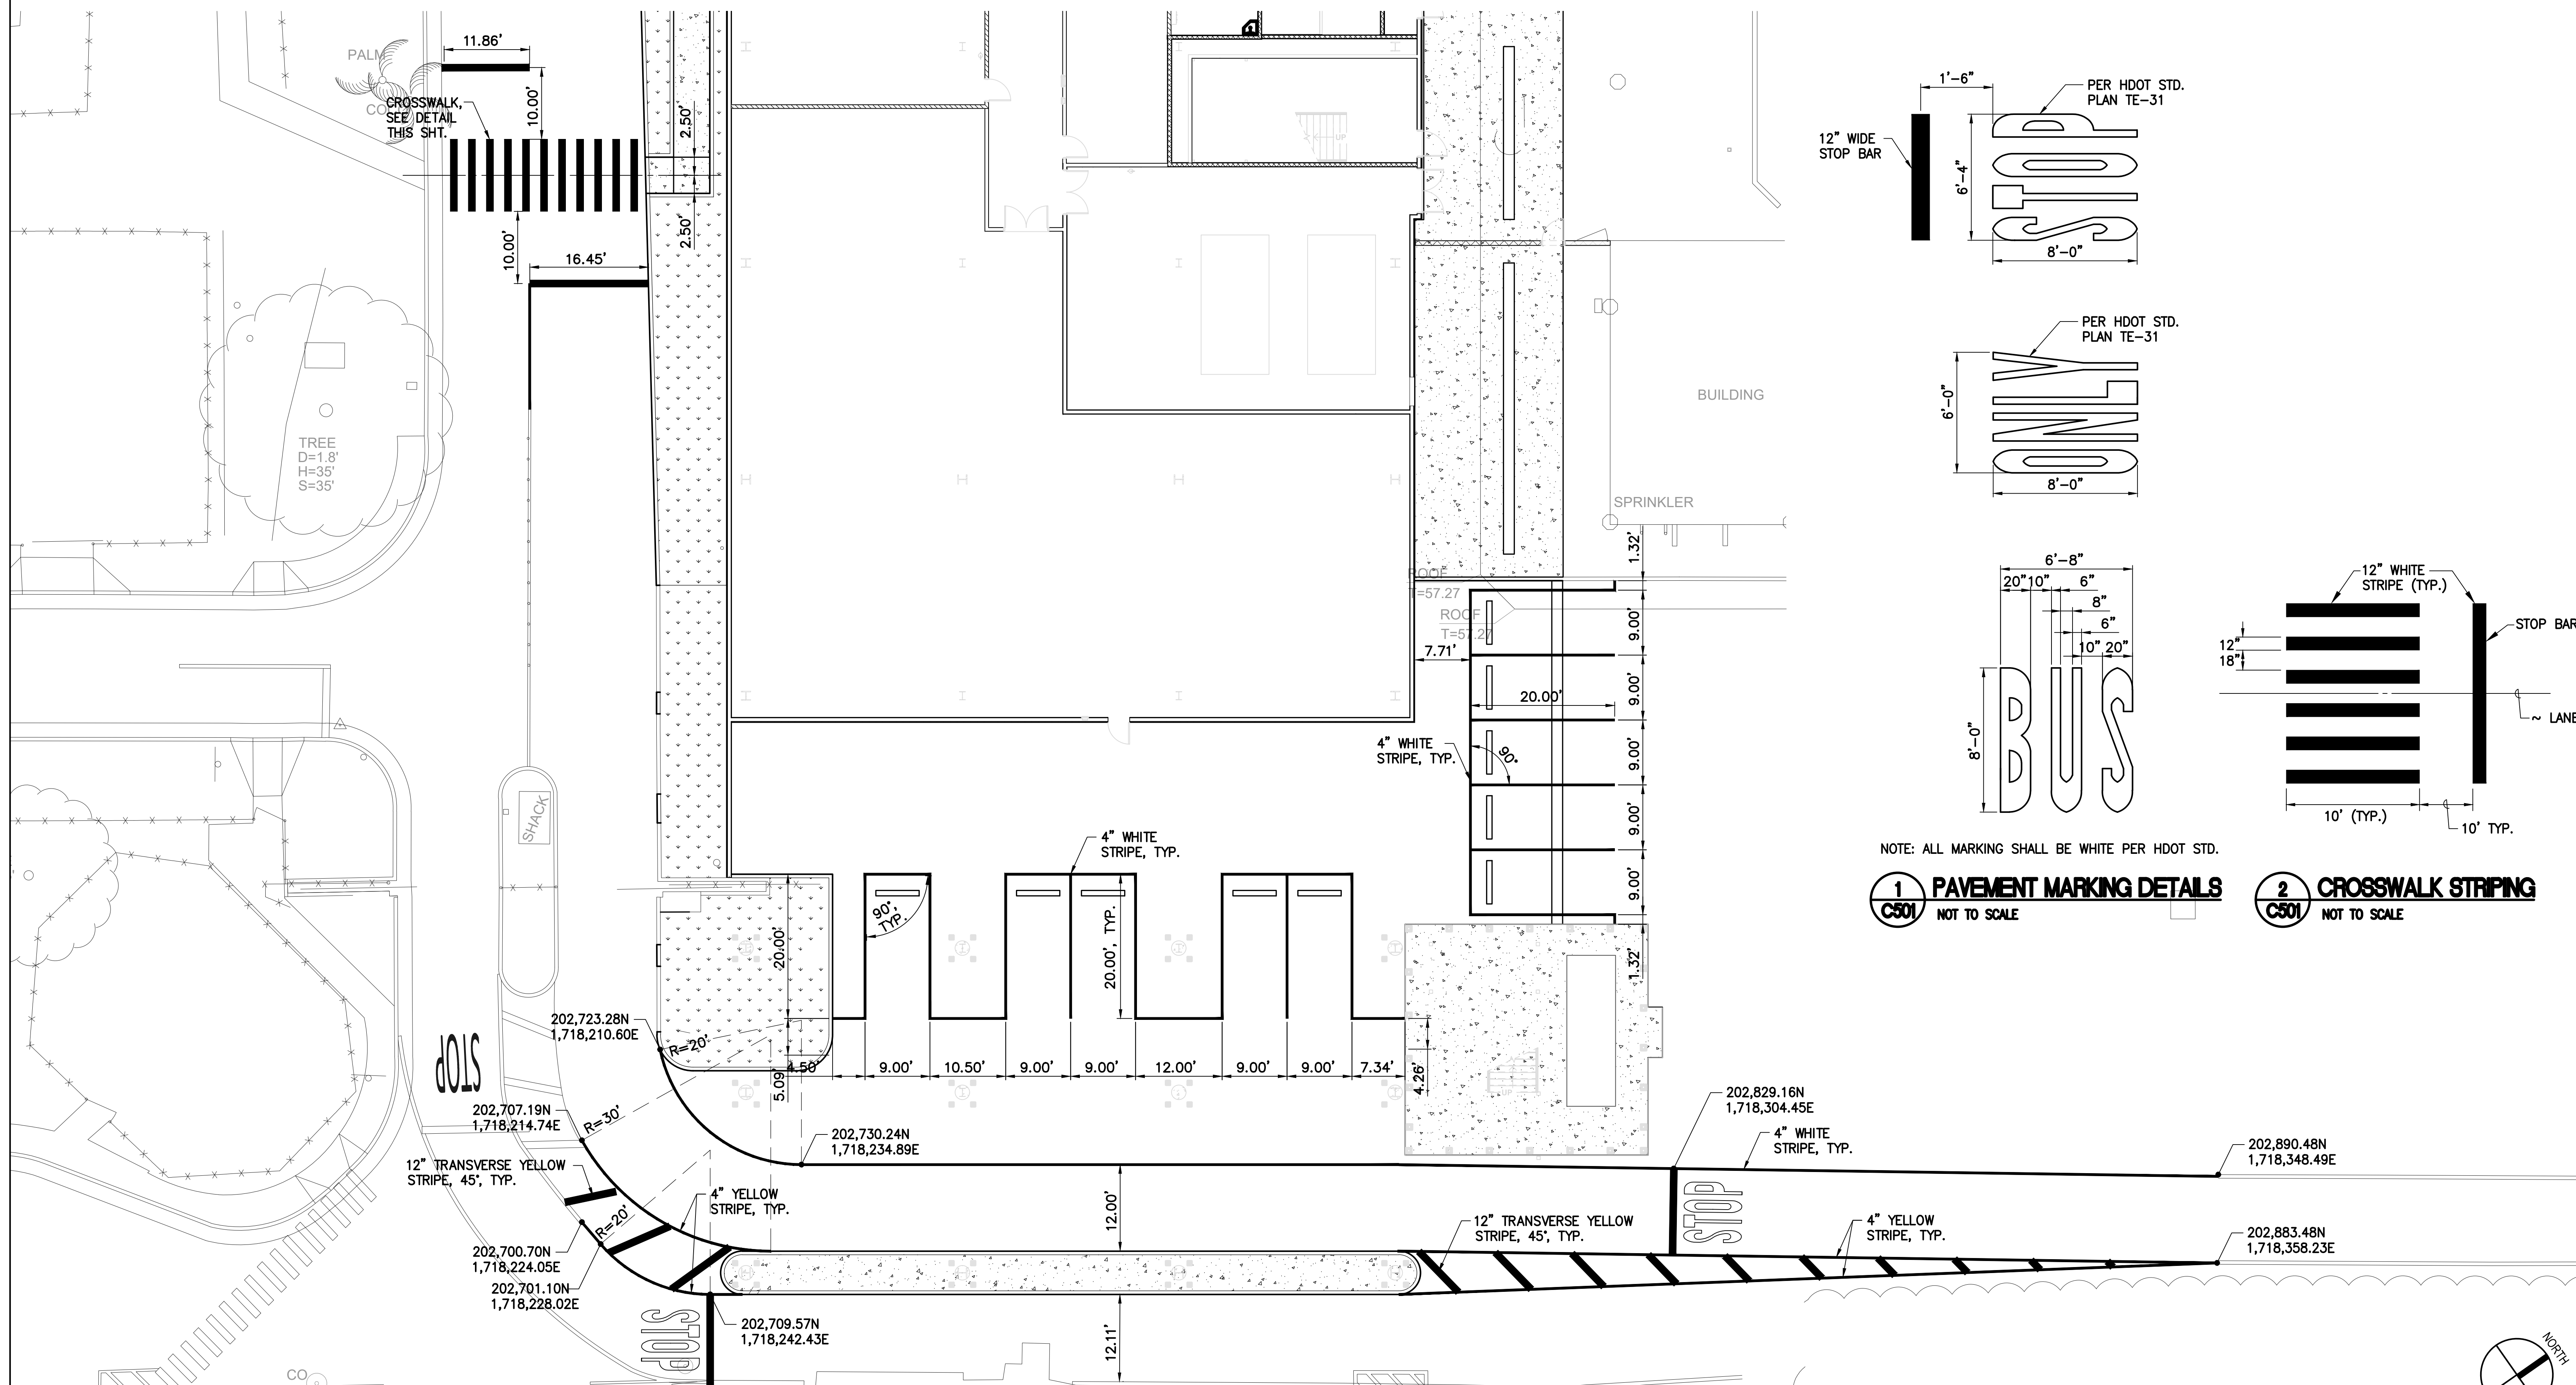 11.86'
PALM
CROSSWALK,
SEE DETAIL
THIS SHT.
10.00'
2.50'
2.50'
10.00'
16.45'
UP
TREE
D=1.8'
H=35'
S=35'
SHACK
BUILDING
SPRINKLER
ROOF
T=57.27
ROOF
T=57.27
1.32'
9.00'
9.00'
9.00'
9.00'
9.00'
1.32'
7.71'
20.00'
90°
4" WHITE
STRIPE, TYP.
4" WHITE
STRIPE, TYP.
90°,
TYP.
20.00'
20.00', TYP.
4.50'
9.00'
10.50'
9.00'
9.00'
12.00'
9.00'
9.00'
7.34'
5.09'
4.26'
202,723.28N
1,718,210.60E
R=20'
STOP
202,707.19N
1,718,214.74E
R=30'
202,730.24N
1,718,234.89E
12" TRANSVERSE YELLOW
STRIPE, 45°, TYP.
4" YELLOW
STRIPE, TYP.
R=20'
202,700.70N
1,718,224.05E
202,701.10N
1,718,228.02E
202,709.57N
1,718,242.43E
STOP
CO
12.00'
12.11'
202,829.16N
1,718,304.45E
4" WHITE
STRIPE, TYP.
STOP
12" TRANSVERSE YELLOW
STRIPE, 45°, TYP.
4" YELLOW
STRIPE, TYP.
202,890.48N
1,718,348.49E
202,883.48N
1,718,358.23E
NORTH
1'-6"
PER HDOT STD.
PLAN TE-31
12" WIDE
STOP BAR
6'-4"
STOP
8'-0"
PER HDOT STD.
PLAN TE-31
6'-0"
ONLY
8'-0"
6'-8"
20" 10" 6"
8"
6"
10" 20"
8'-0"
BUS
NOTE: ALL MARKING SHALL BE WHITE PER HDOT STD.
1
C501
PAVEMENT MARKING DETAILS
NOT TO SCALE
12" WHITE
STRIPE (TYP.)
STOP BAR
12"
18"
~ LANE
10' (TYP.)
10' TYP.
2
C501
CROSSWALK STRIPING
NOT TO SCALE